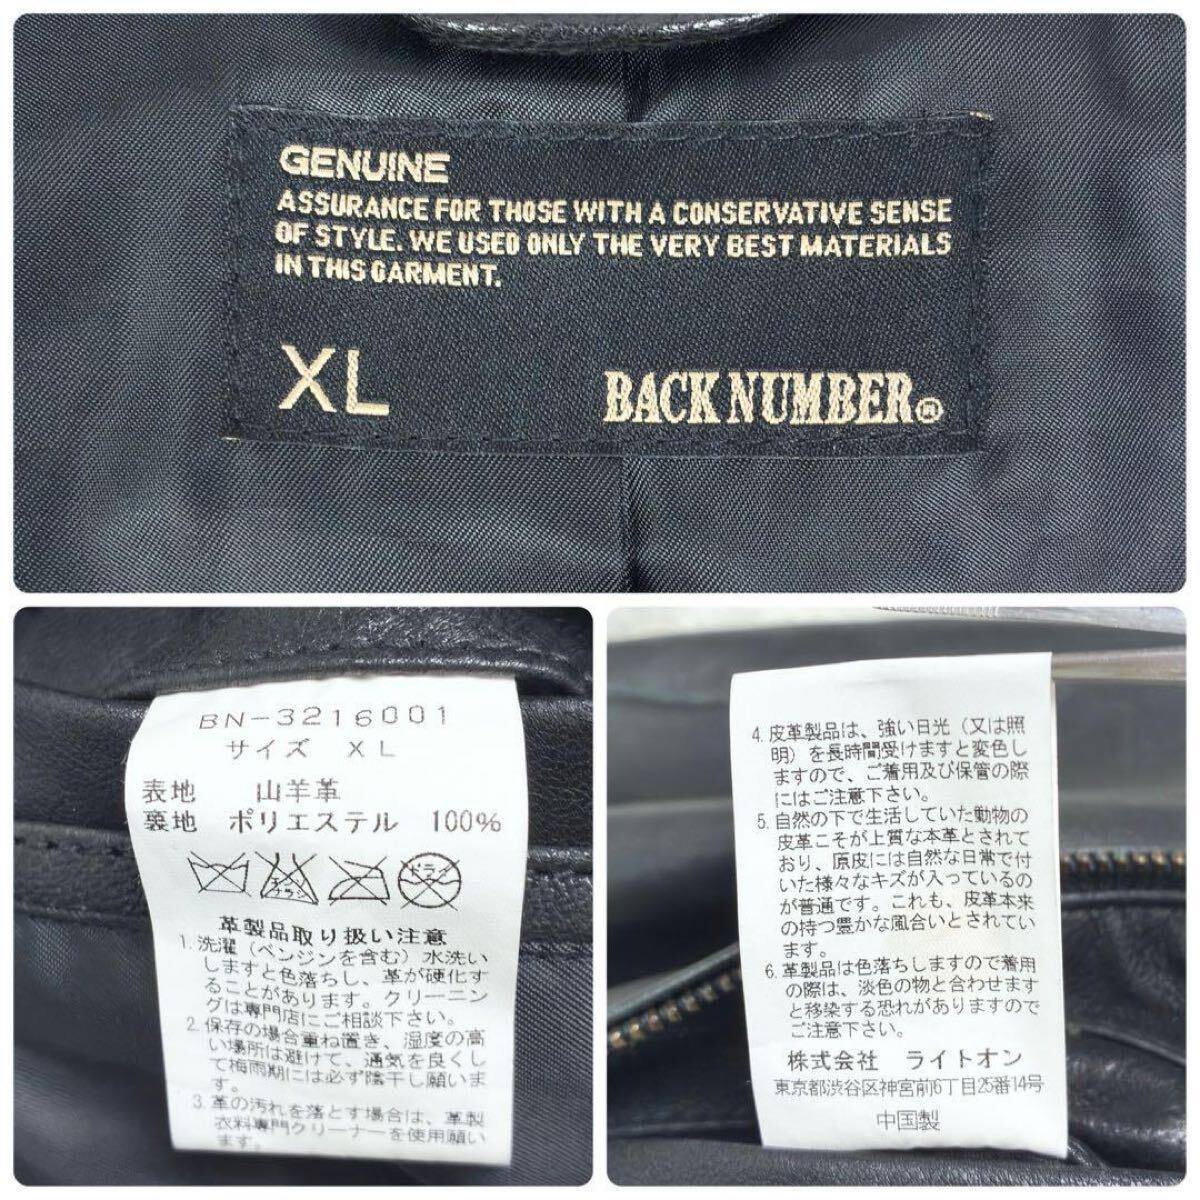 GENUINE
ASSURANCE FOR THOSE WITH A CONSERVATIVE SENSE
OF STYLE. WE USED ONLY THE VERY BEST MATERIALS
IN THIS GARMENT.
XL
BACK NUMBER®
BN-3216001
サイズ XL
表地 山羊革
裏地 ポリエステル 100%
エンソサラシ
ドライ
革製品取り扱い注意
1. 洗濯（ベンジンを含む）水洗い
しますと色落ちし、革が硬化す
ることがあります。クリーニン
グは専門店にご相談下さい。
2. 保存の場合重ね置き、湿度の高
い場所は避けて、通気を良くし
て梅雨期には必ず陰干し願いま
す。
3. 革の汚れを落とす場合は、革製
衣料専門クリーナーを使用願い
ます。
4. 皮革製品は、強い日光（又は照
明）を長時間受けますと変色し
ますので、ご着用及び保管の際
にはご注意下さい。
5. 自然の下で生活していた動物の
皮革こそが上質な本革とされて
おり、原皮には自然な日常で付
いた様々なキズが入っているの
が普通です。これも、皮革本来
の持つ豊かな風合いとされてい
ます。
6. 革製品は色落ちしますので着用
の際は、淡色の物と合わせます
と移染する恐れがありますので
ご注意下さい。
株式会社 ライトオン
東京都渋谷区神宮前6丁目25番14号
中国製